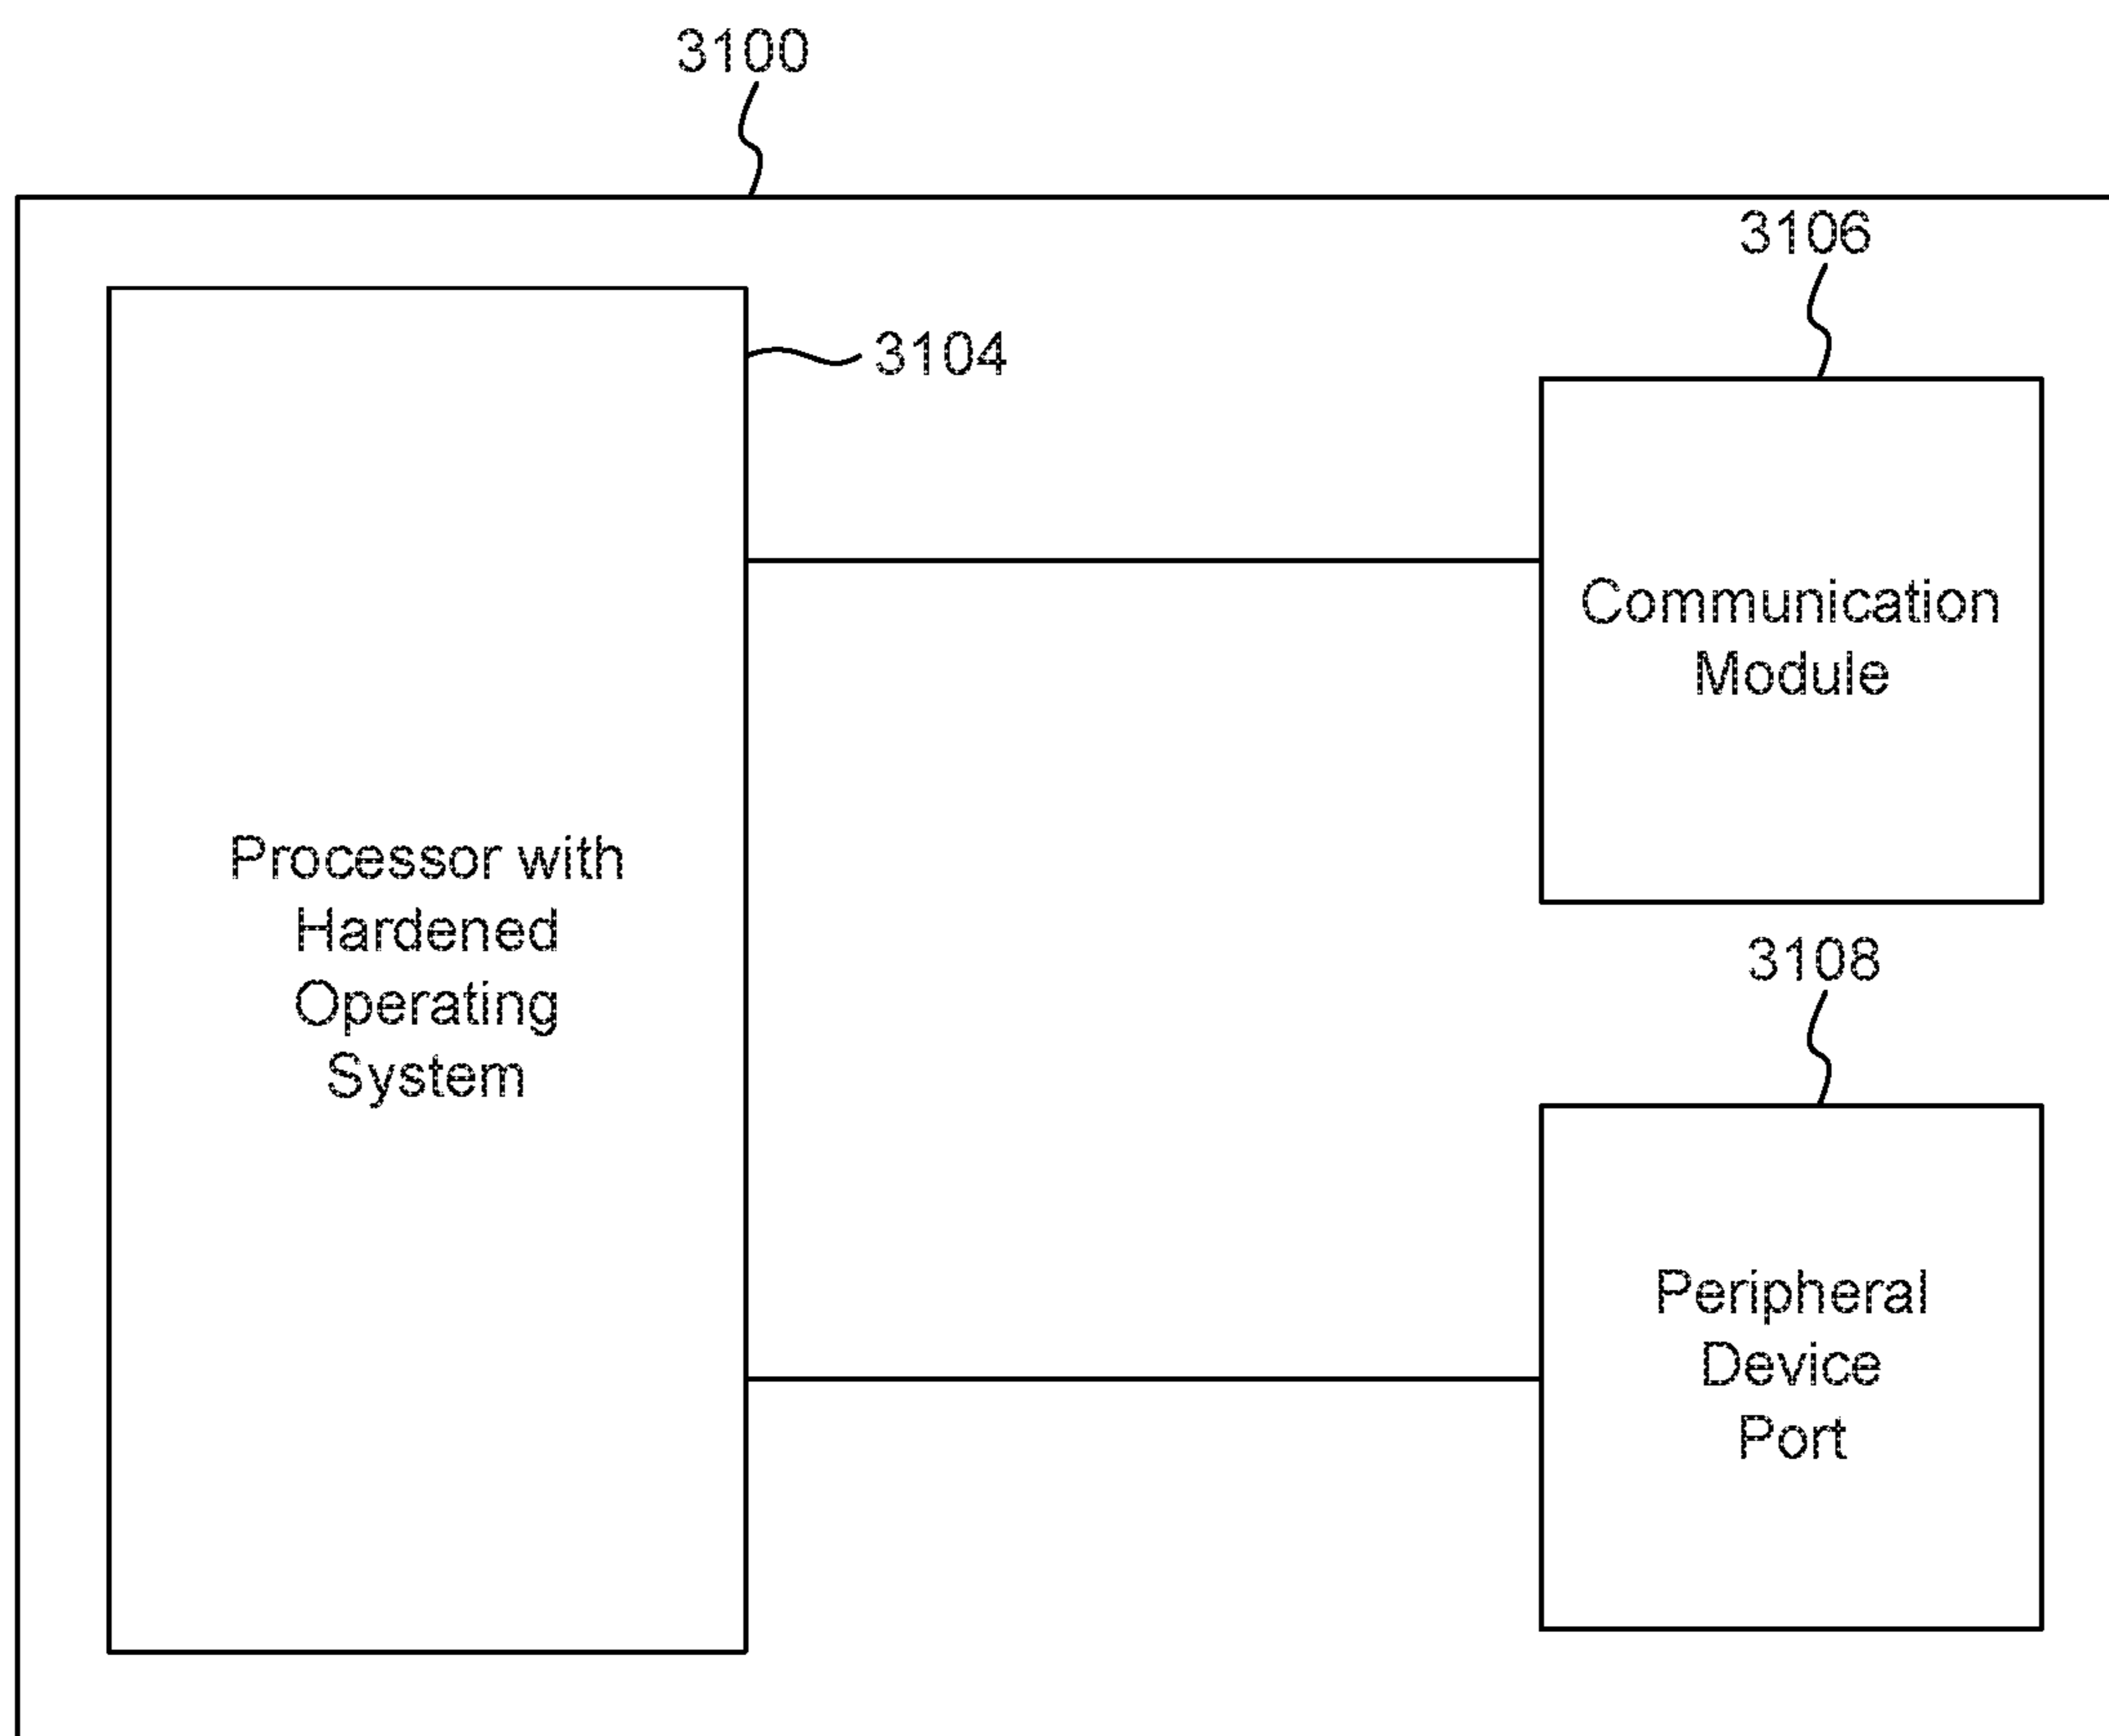 3100
3106
3104
Communication
Module
Processor with
Hardened
Operating
System
3108
Peripheral
Device
Port